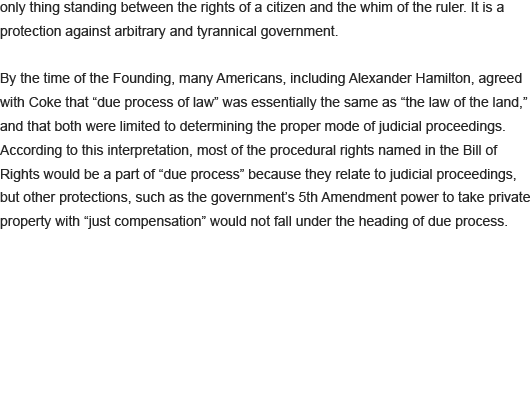 only thing standing between the rights of a citizen and the whim of the ruler. It is a
protection against arbitrary and tyrannical government.
By the time of the Founding, many Americans, including Alexander Hamilton, agreed
with Coke that “due process of law” was essentially the same as “the law of the land,”
and that both were limited to determining the proper mode of judicial proceedings.
According to this interpretation, most of the procedural rights named in the Bill of
Rights would be a part of “due process” because they relate to judicial proceedings,
but other protections, such as the government’s 5th Amendment power to take private
property with “just compensation” would not fall under the heading of due process.